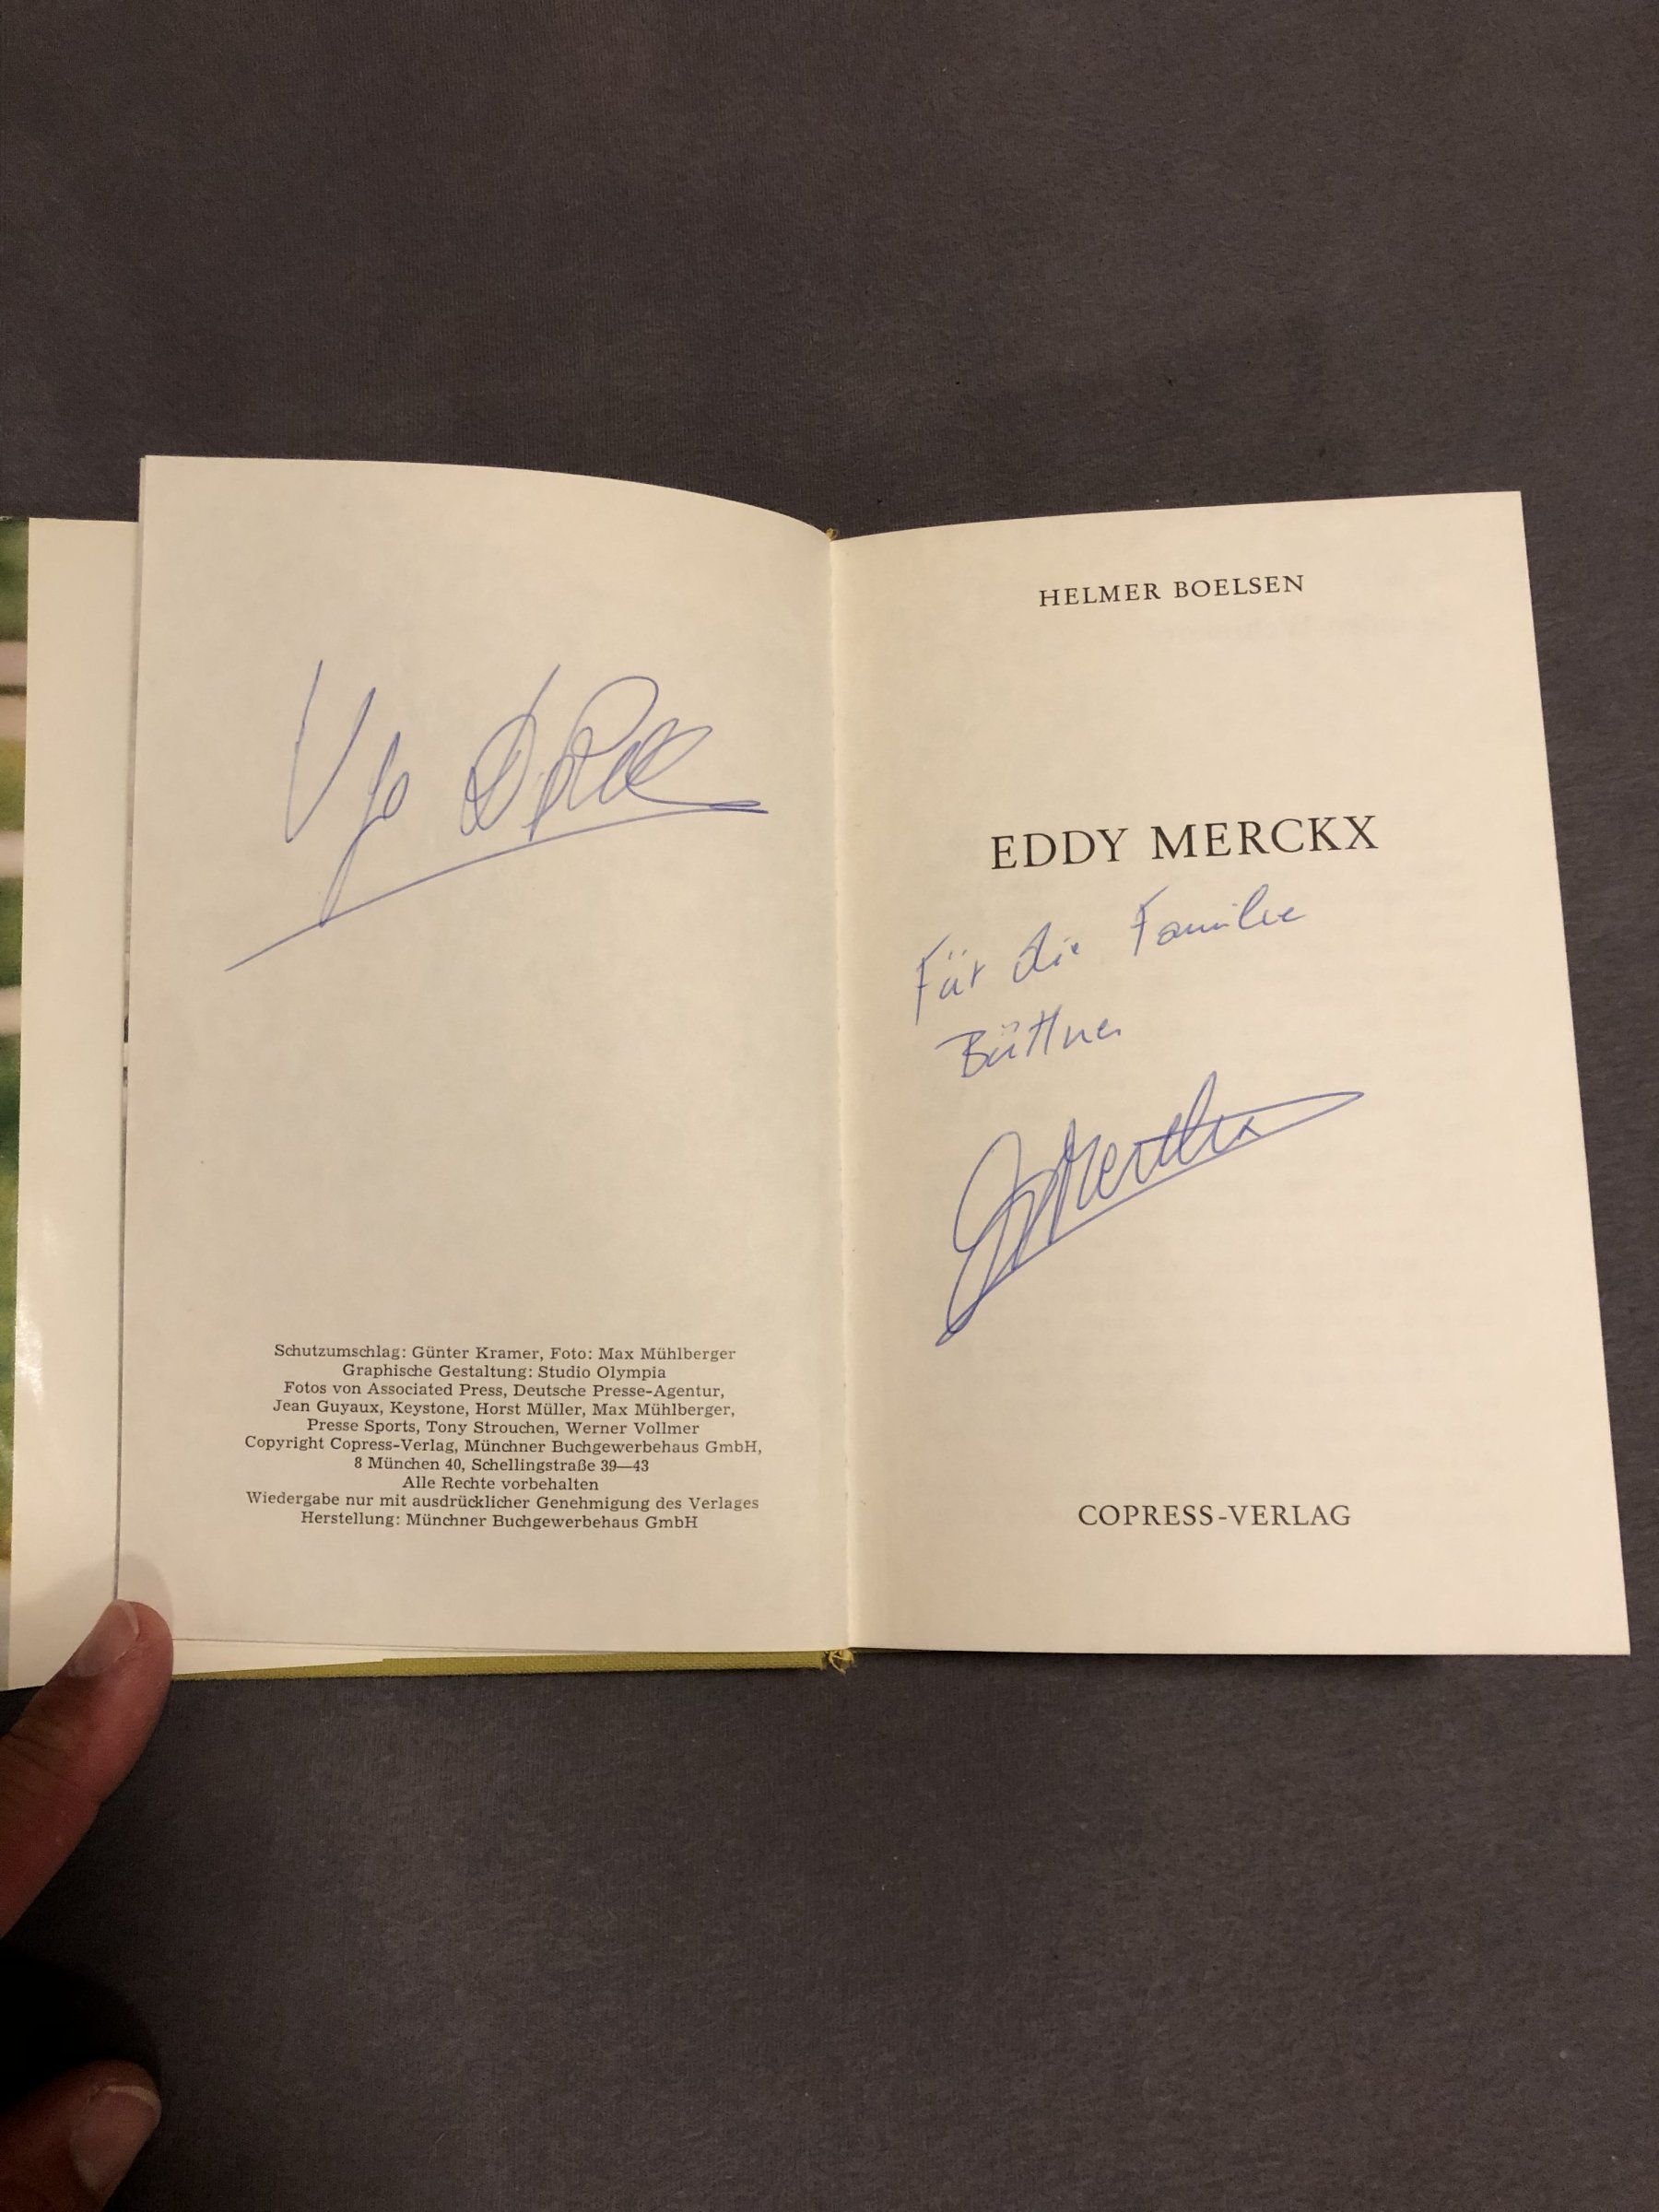 Schutzumschlag: Günter Kramer, Foto: Max Mühlberger
Graphische Gestaltung: Studio Olympia
Fotos von Associated Press, Deutsche Presse-Agentur,
Jean Guyaux, Keystone, Horst Müller, Max Mühlberger,
Presse Sports, Tony Strouchen, Werner Vollmer
Copyright Copress-Verlag, Münchner Buchgewerbehaus GmbH,
8 München 40, Schellingstraße 39—43
Alle Rechte vorbehalten
Wiedergabe nur mit ausdrücklicher Genehmigung des Verlages
Herstellung: Münchner Buchgewerbehaus GmbH
HELMER BOELSEN
EDDY MERCKX
Für die Familie
Büttner
COPRESS-VERLAG